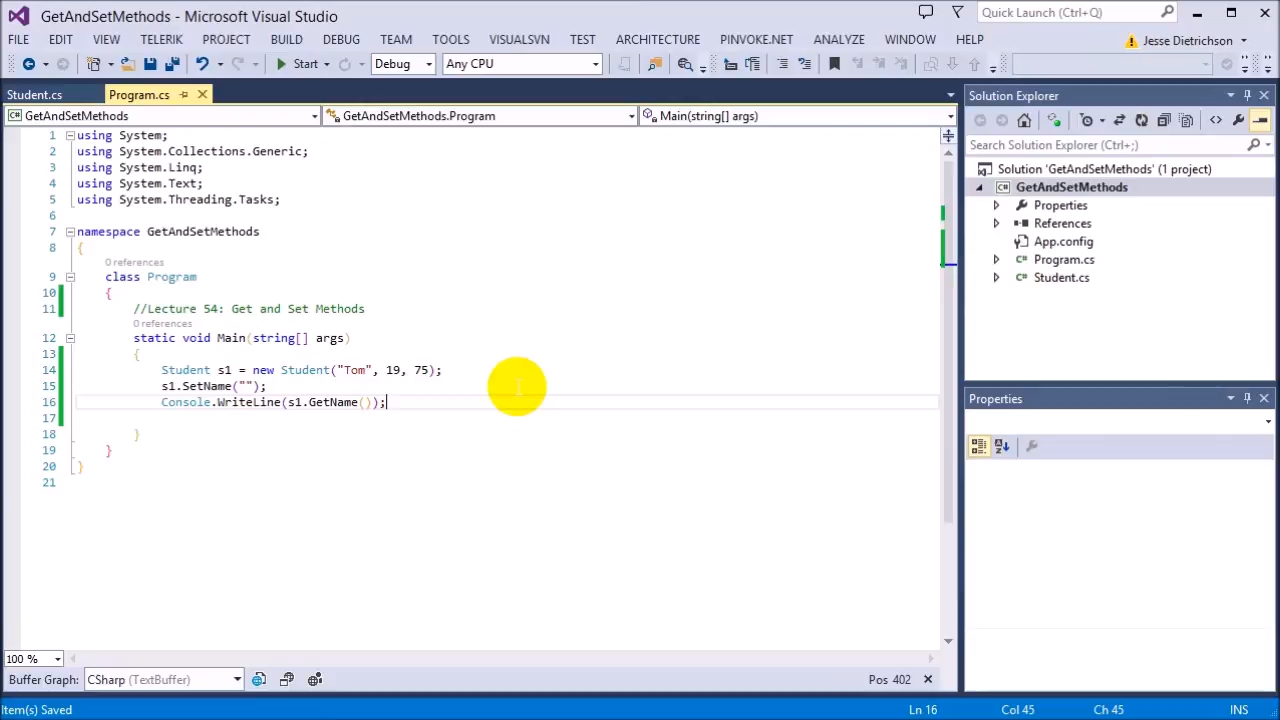 GetAndSetMethods - Microsoft Visual Studio
Quick Launch (Ctrl+Q)
FILE EDIT VIEW TELERIK PROJECT BUILD DEBUG TEAM TOOLS VISUALSVN TEST ARCHITECTURE PINVOKE.NET ANALYZE WINDOW HELP
Jesse Dietrichson
Start Debug Any CPU
Student.cs Program.cs
GetAndSetMethods GetAndSetMethods.Program Main(string[] args)
1 using System;
2 using System.Collections.Generic;
3 using System.Linq;
4 using System.Text;
5 using System.Threading.Tasks;
6
7 namespace GetAndSetMethods
8 {
0 references
9 class Program
10 {
11 //Lecture 54: Get and Set Methods
0 references
12 static void Main(string[] args)
13 {
14 Student s1 = new Student("Tom", 19, 75);
15 s1.SetName("");
16 Console.WriteLine(s1.GetName());
17
18 }
19 }
20 }
21
100 %
Buffer Graph: CSharp (TextBuffer) Pos 402
Solution Explorer
Search Solution Explorer (Ctrl+;)
Solution 'GetAndSetMethods' (1 project)
GetAndSetMethods
Properties
References
App.config
Program.cs
Student.cs
Properties
Item(s) Saved Ln 16 Col 45 Ch 45 INS